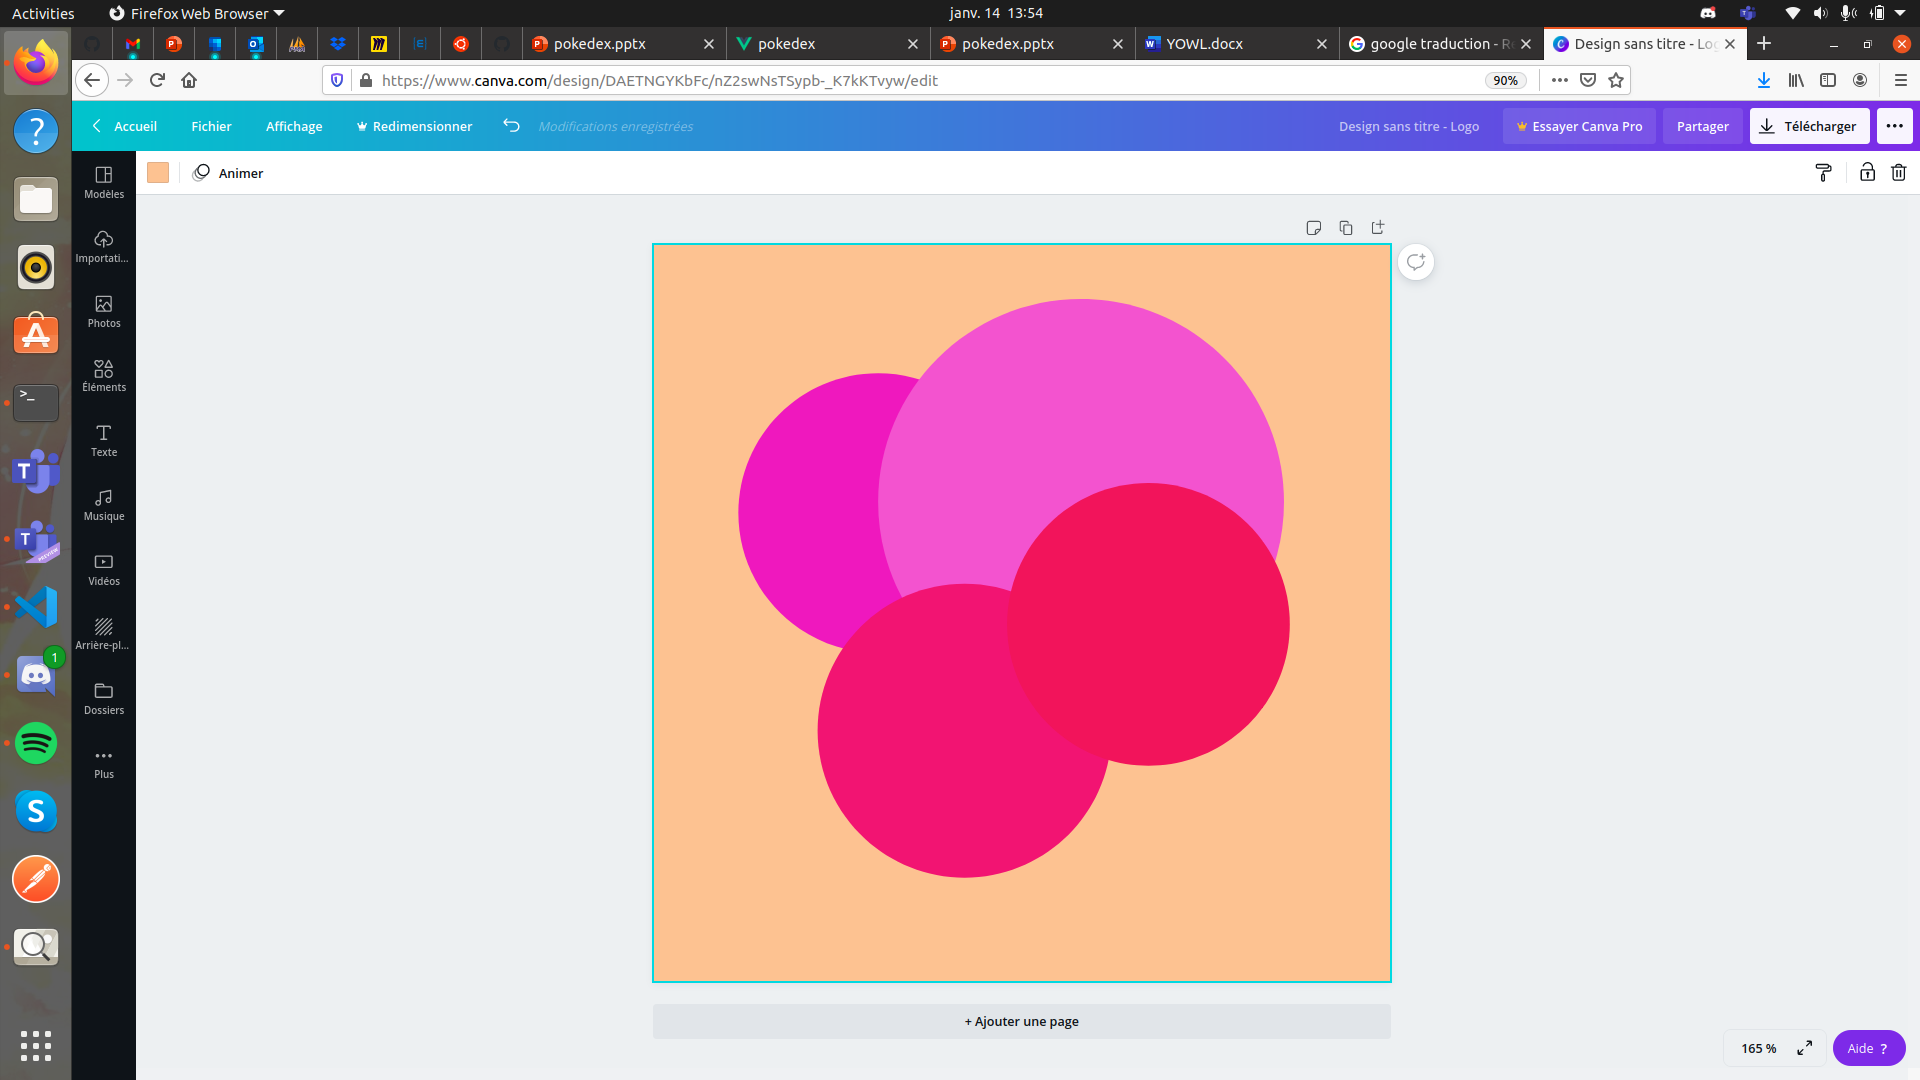 Activities
Firefox Web Browser
janv. 14 13:54
pokedex.pptx
pokedex
pokedex.pptx
YOWL.docx
google traduction - R
Design sans titre - Log
https://www.canva.com/design/DAETNGYKbFc/nZ2swNsTSypb-_K7kKTvyw/edit
90%
Accueil
Fichier
Affichage
Redimensionner
Modifications enregistrées
Design sans titre - Logo
Essayer Canva Pro
Partager
Télécharger
Animer
Modèles
Importati...
Photos
Éléments
Texte
Musique
Vidéos
Arrière-pl...
Dossiers
Plus
1
+ Ajouter une page
165 %
Aide ?